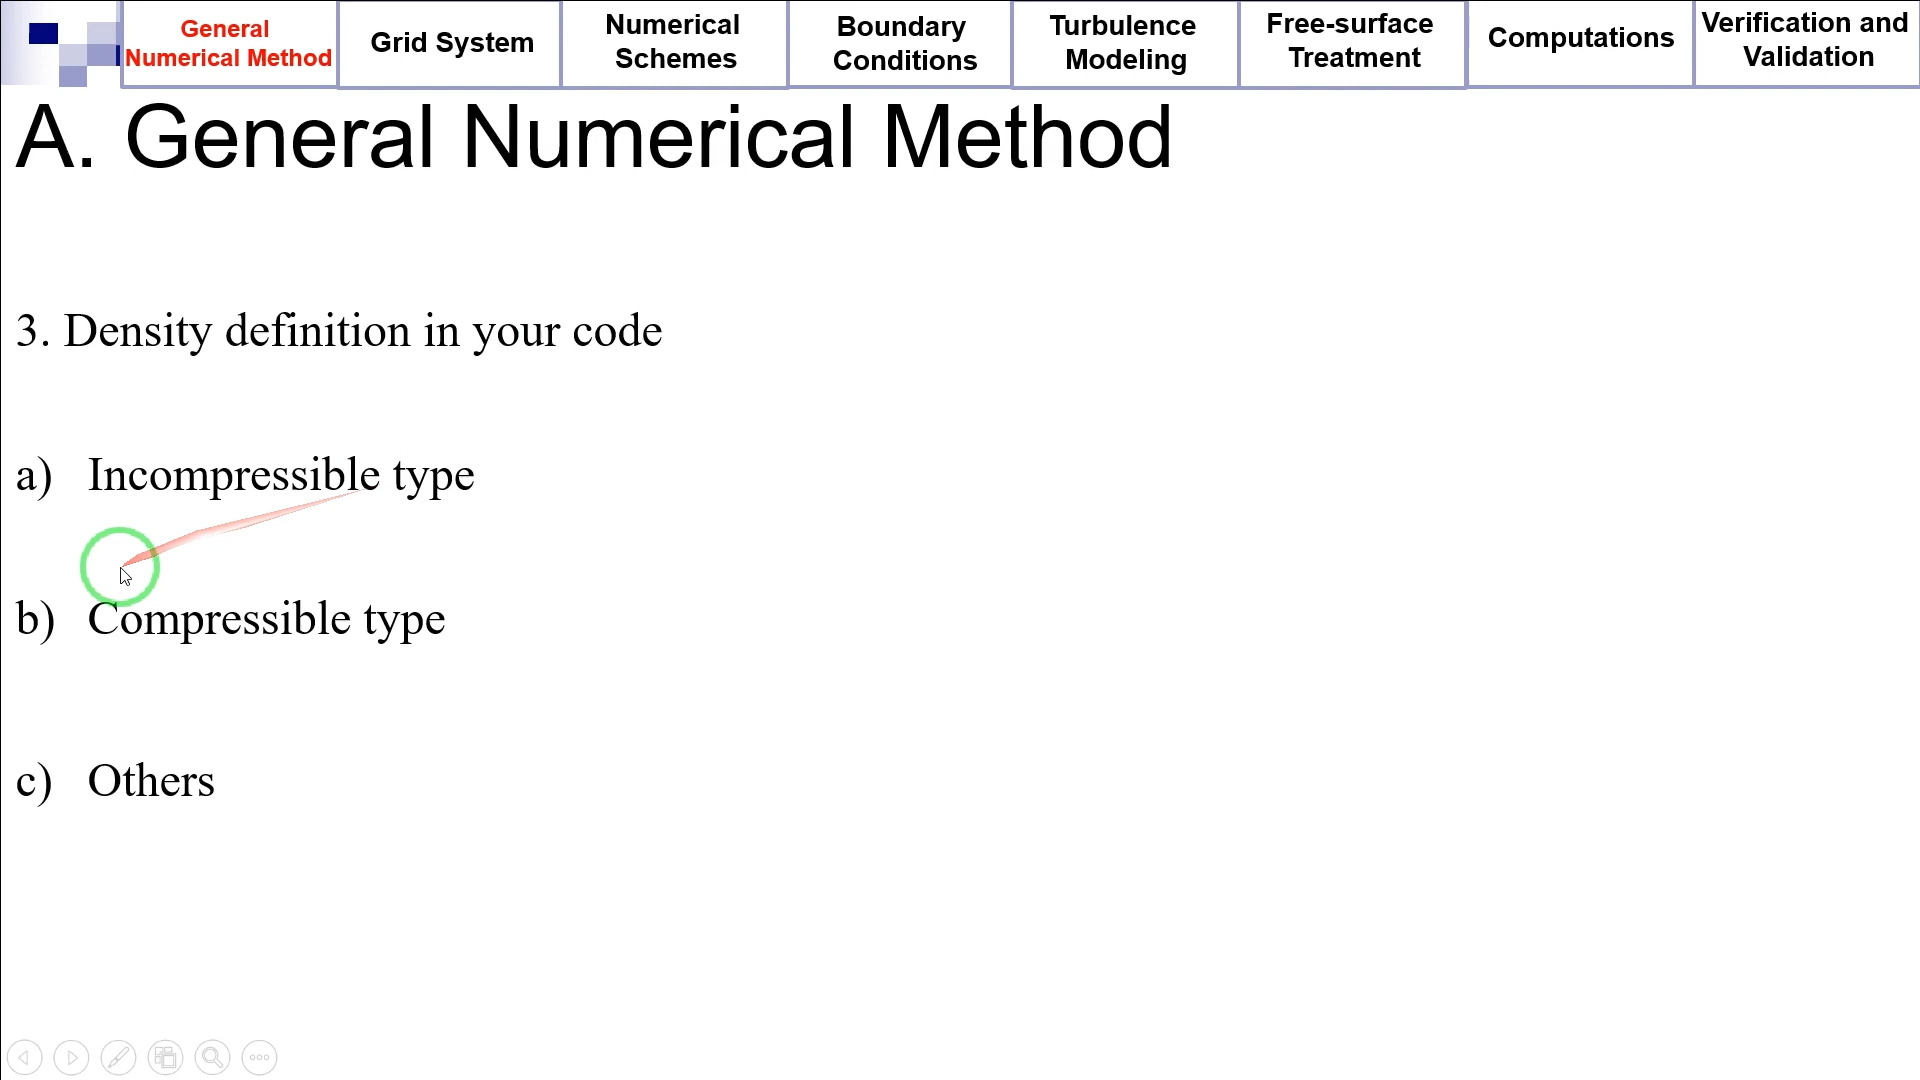 General
Numerical Method
Grid System
Numerical
Schemes
Boundary
Conditions
Turbulence
Modeling
Free-surface
Treatment
Computations
Verification and
Validation
A. General Numerical Method
3. Density definition in your code
a) Incompressible type
b) Compressible type
c) Others